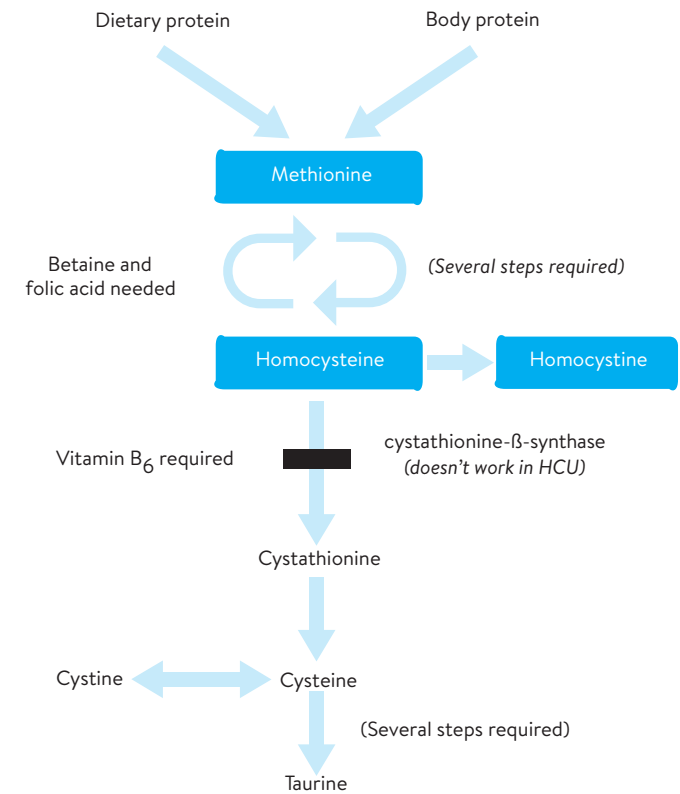 Dietary protein
Body protein
Methionine
Betaine and
folic acid needed
(Several steps required)
Homocysteine
Homocystine
Vitamin B6 required
cystathionine-ß-synthase
(doesn't work in HCU)
Cystathionine
Cystine
Cysteine
(Several steps required)
Taurine